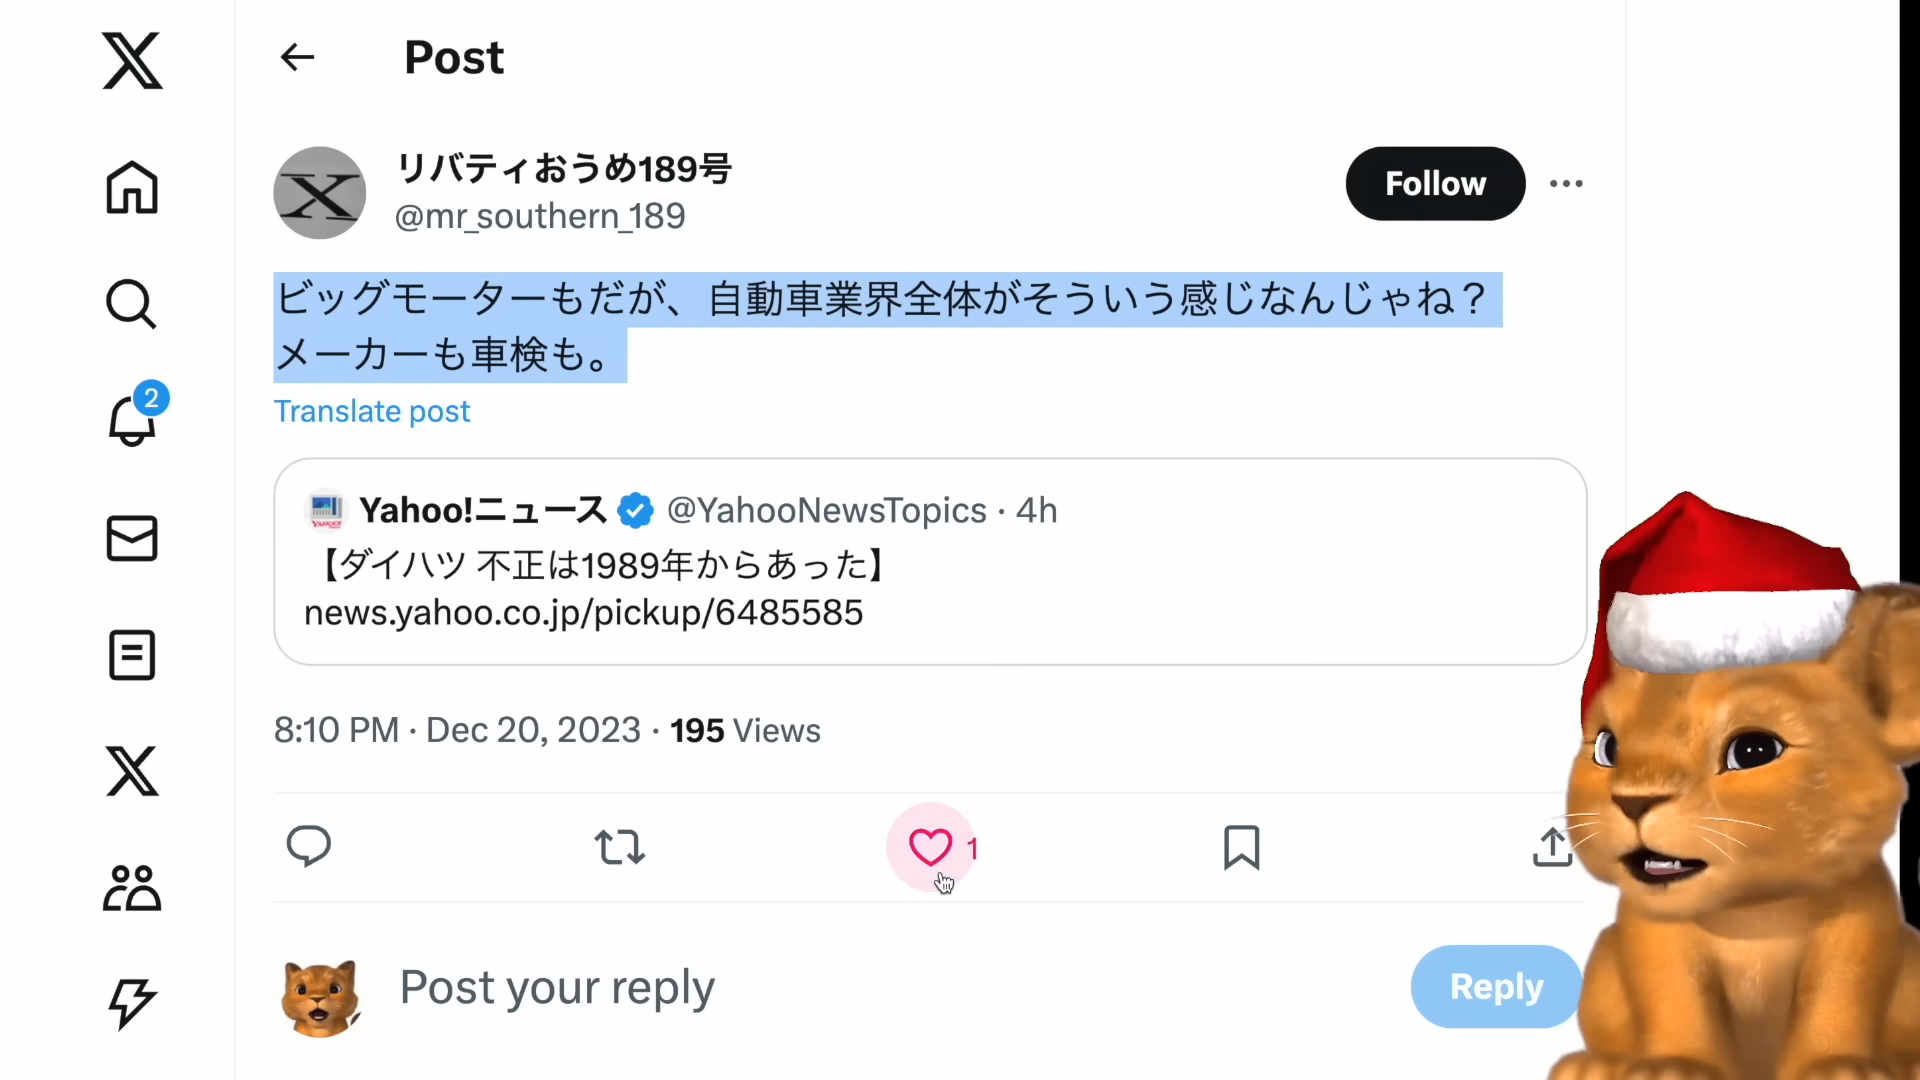 Post
リバティおうめ189号
@mr_southern_189
Follow
ビッグモーターもだが、自動車業界全体がそういう感じなんじゃね？
メーカーも車検も。
Translate post
Yahoo!ニュース @YahooNewsTopics · 4h
【ダイハツ 不正は1989年からあった】
news.yahoo.co.jp/pickup/6485585
8:10 PM · Dec 20, 2023 · 195 Views
1
Post your reply
Reply
2